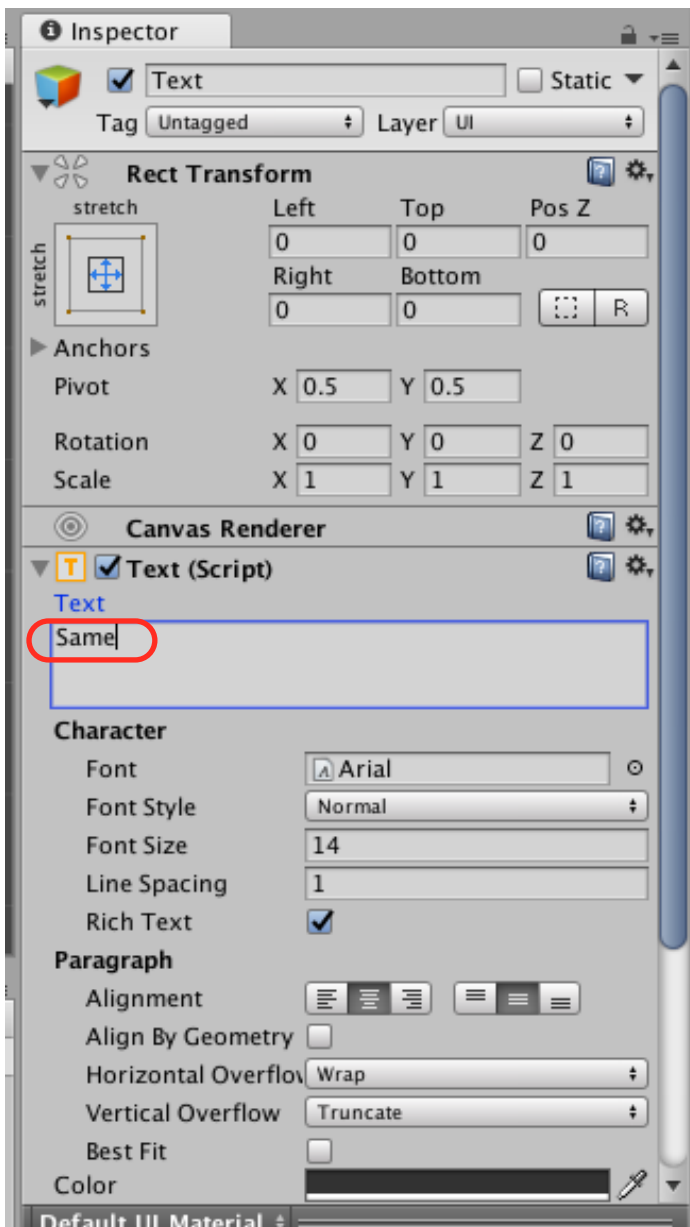 Inspector
Text Static
Tag Untagged Layer UI
Rect Transform
stretch Left Top Pos Z
stretch
0 0 0
Right Bottom
0 0 R
Anchors
Pivot X 0.5 Y 0.5
Rotation X 0 Y 0 Z 0
Scale X 1 Y 1 Z 1
Canvas Renderer
T Text (Script)
Text
Same
Character
Font Arial
Font Style Normal
Font Size 14
Line Spacing 1
Rich Text
Paragraph
Alignment
Align By Geometry
Horizontal Overflov Wrap
Vertical Overflow Truncate
Best Fit
Color
Default UI Material